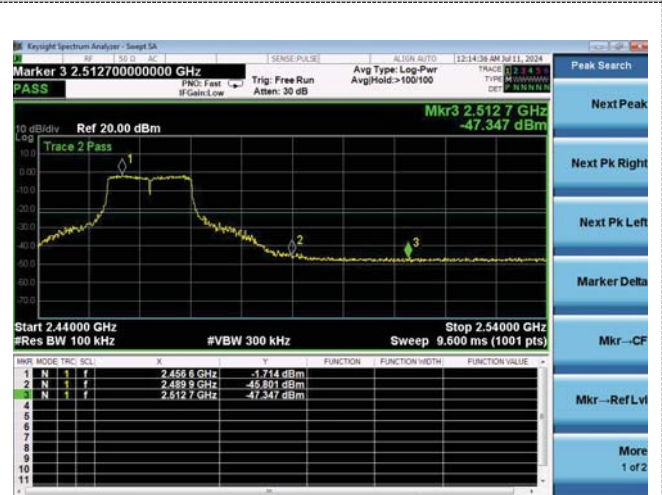 Keysight Spectrum Analyzer - Swept SA
RF 50 Ω AC SENSE:PULSE ALIGN AUTO 12:14:36 AM Jul 11, 2024
Marker 3 2.512700000000 GHz
PASS
PNO: Fast
IFGain:Low
Trig: Free Run
Atten: 30 dB
Avg Type: Log-Pwr
Avg|Hold:>100/100
TRACE 1 2 3 4 5 6
TYPE
DET P N N N N N
Mkr3 2.512 7 GHz
-47.347 dBm
10 dB/div Ref 20.00 dBm
Log
Trace 2 Pass
10.0
0.00
-10.0
-20.0
-30.0
-40.0
-50.0
-60.0
-70.0
1
2
3
Start 2.44000 GHz Stop 2.54000 GHz
#Res BW 100 kHz #VBW 300 kHz Sweep 9.600 ms (1001 pts)
MKR MODE TRC SCL X Y FUNCTION FUNCTION WIDTH FUNCTION VALUE
1 N 1 f 2.456 6 GHz -1.714 dBm
2 N 1 f 2.489 9 GHz -45.801 dBm
3 N 1 f 2.512 7 GHz -47.347 dBm
4
5
6
7
8
9
10
11
Peak Search
Next Peak
Next Pk Right
Next Pk Left
Marker Delta
Mkr→CF
Mkr→Ref Lvl
More
1 of 2